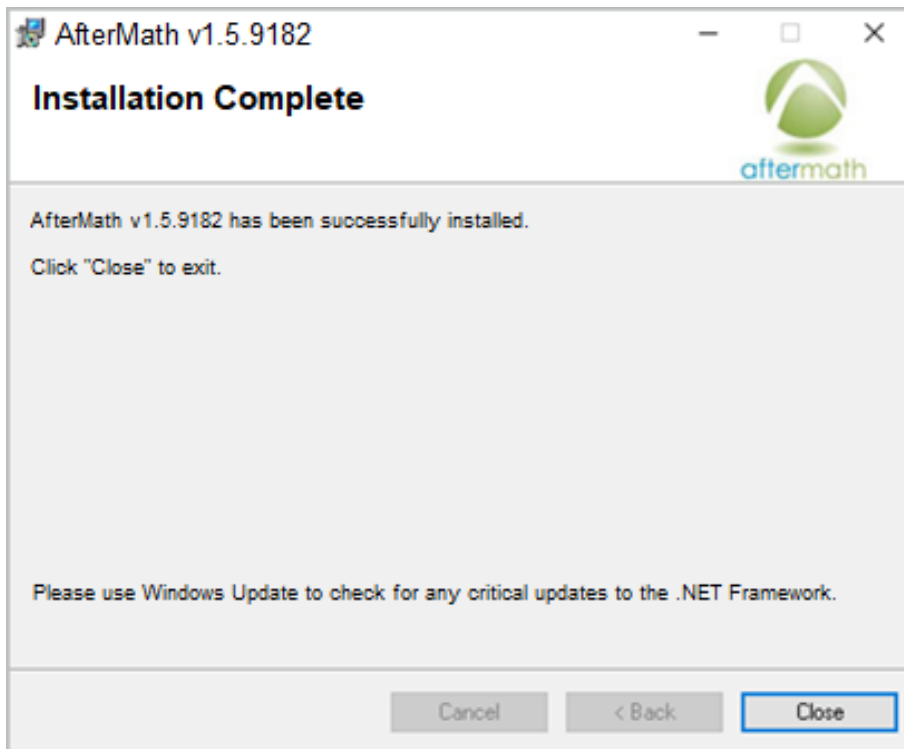 AfterMath v1.5.9182
Installation Complete
aftermath
AfterMath v1.5.9182 has been successfully installed.
Click "Close" to exit.
Please use Windows Update to check for any critical updates to the .NET Framework.
Cancel
< Back
Close